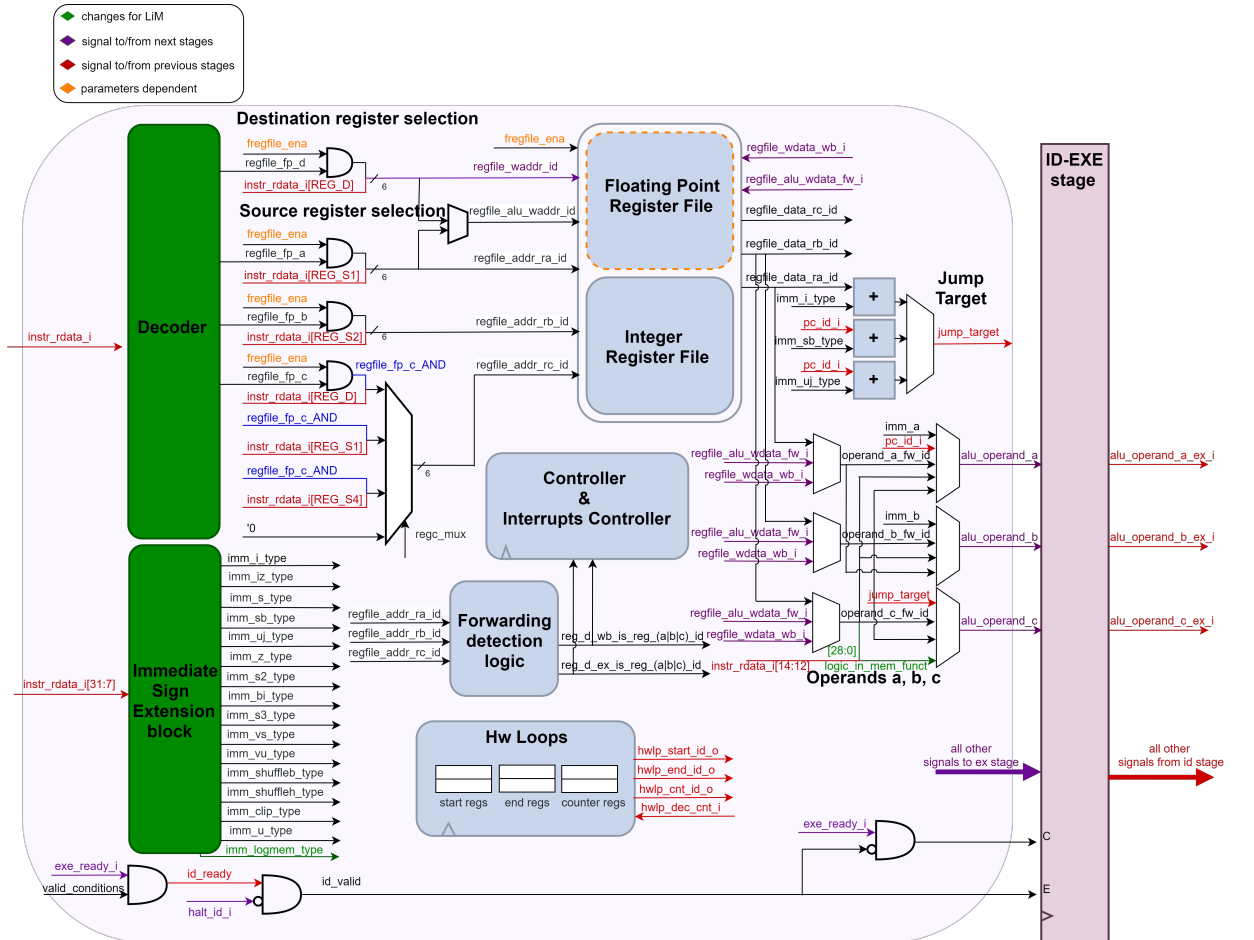 changes for LiM
signal to/from next stages
signal to/from previous stages
parameters dependent
Destination register selection
fregfile_ena
regfile_fp_d
instr_rdata_i[REG_D]
6
Source register selection
fregfile_ena
regfile_fp_a
instr_rdata_i[REG_S1]
6
fregfile_ena
regfile_fp_b
instr_rdata_i[REG_S2]
6
fregfile_ena
regfile_fp_c
regfile_fp_c_AND
instr_rdata_i[REG_D]
regfile_fp_c_AND
instr_rdata_i[REG_S1]
regfile_fp_c_AND
instr_rdata_i[REG_S4]
'0
6
regc_mux
instr_rdata_i
Decoder
fregfile_ena
regfile_waddr_id
regfile_alu_waddr_id
regfile_addr_ra_id
regfile_addr_rb_id
regfile_addr_rc_id
Floating Point
Register File
Integer
Register File
regfile_wdata_wb_i
regfile_alu_wdata_fw_i
regfile_data_rc_id
regfile_data_rb_id
regfile_data_ra_id
imm_i_type
pc_id_i
imm_sb_type
pc_id_i
imm_uj_type
+
+
+
Jump
Target
jump_target
ID-EXE
stage
imm_a
pc_id_i
operand_a_fw_id
regfile_alu_wdata_fw_i
regfile_wdata_wb_i
alu_operand_a
alu_operand_a_ex_i
imm_b
operand_b_fw_id
regfile_alu_wdata_fw_i
regfile_wdata_wb_i
alu_operand_b
alu_operand_b_ex_i
jump_target
operand_c_fw_id
regfile_alu_wdata_fw_i
regfile_wdata_wb_i
alu_operand_c
alu_operand_c_ex_i
[28:0]
instr_rdata_i[14:12]
logic_in_mem_funct
Operands a, b, c
Controller
&
Interrupts Controller
regfile_addr_ra_id
regfile_addr_rb_id
regfile_addr_rc_id
Forwarding
detection
logic
reg_d_wb_is_reg_(a|b|c)_id
reg_d_ex_is_reg_(a|b|c)_id
instr_rdata_i[31:7]
Immediate
Sign
Extension
block
imm_i_type
imm_iz_type
imm_s_type
imm_sb_type
imm_uj_type
imm_z_type
imm_s2_type
imm_bi_type
imm_s3_type
imm_vs_type
imm_vu_type
imm_shuffleb_type
imm_shuffleh_type
imm_clip_type
imm_u_type
imm_logmem_type
Hw Loops
start regs
end regs
counter regs
hwlp_start_id_o
hwlp_end_id_o
hwlp_cnt_id_o
hwlp_dec_cnt_i
all other
signals to ex stage
all other
signals from id stage
exe_ready_i
C
E
exe_ready_i
valid_conditions
id_ready
halt_id_i
id_valid